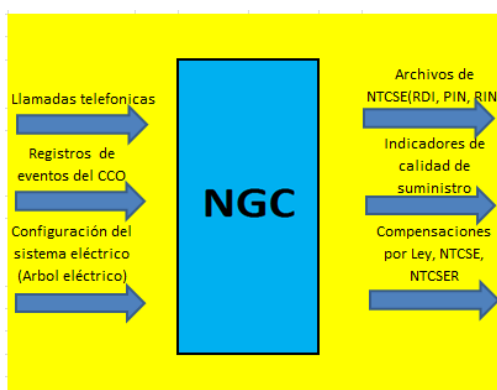 Llamadas telefonicas
Registros de
eventos del CCO
Configuración del
sistema eléctrico
(Arbol eléctrico)
NGC
Archivos de
NTCSE(RDI, PIN, RIN
Indicadores de
calidad de
suministro
Compensaciones
por Ley, NTCSE,
NTCSER